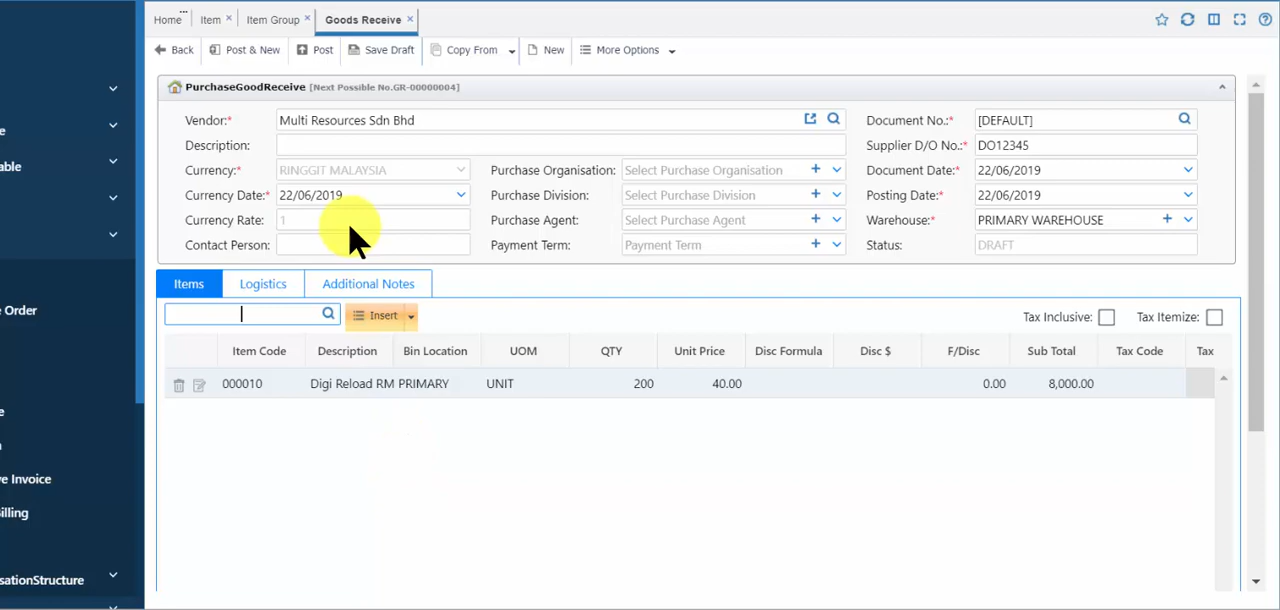 Home ... Item × Item Group × Goods Receive ×
Back Post & New Post Save Draft Copy From New More Options
PurchaseGoodReceive [Next Possible No.GR-00000004]
Vendor:* Multi Resources Sdn Bhd Document No.:* [DEFAULT]
Description: Supplier D/O No.:* DO12345
Currency:* RINGGIT MALAYSIA Purchase Organisation: Select Purchase Organisation Document Date:* 22/06/2019
Currency Date:* 22/06/2019 Purchase Division: Select Purchase Division Posting Date:* 22/06/2019
Currency Rate: 1 Purchase Agent: Select Purchase Agent Warehouse:* PRIMARY WAREHOUSE
Contact Person: Payment Term: Payment Term Status: DRAFT
Items Logistics Additional Notes
Insert Tax Inclusive: Tax Itemize:
Item Code Description Bin Location UOM QTY Unit Price Disc Formula Disc $ F/Disc Sub Total Tax Code Tax
000010 Digi Reload RM PRIMARY UNIT 200 40.00 0.00 8,000.00
e
able
e Order
e
n
ve Invoice
illing
sationStructure